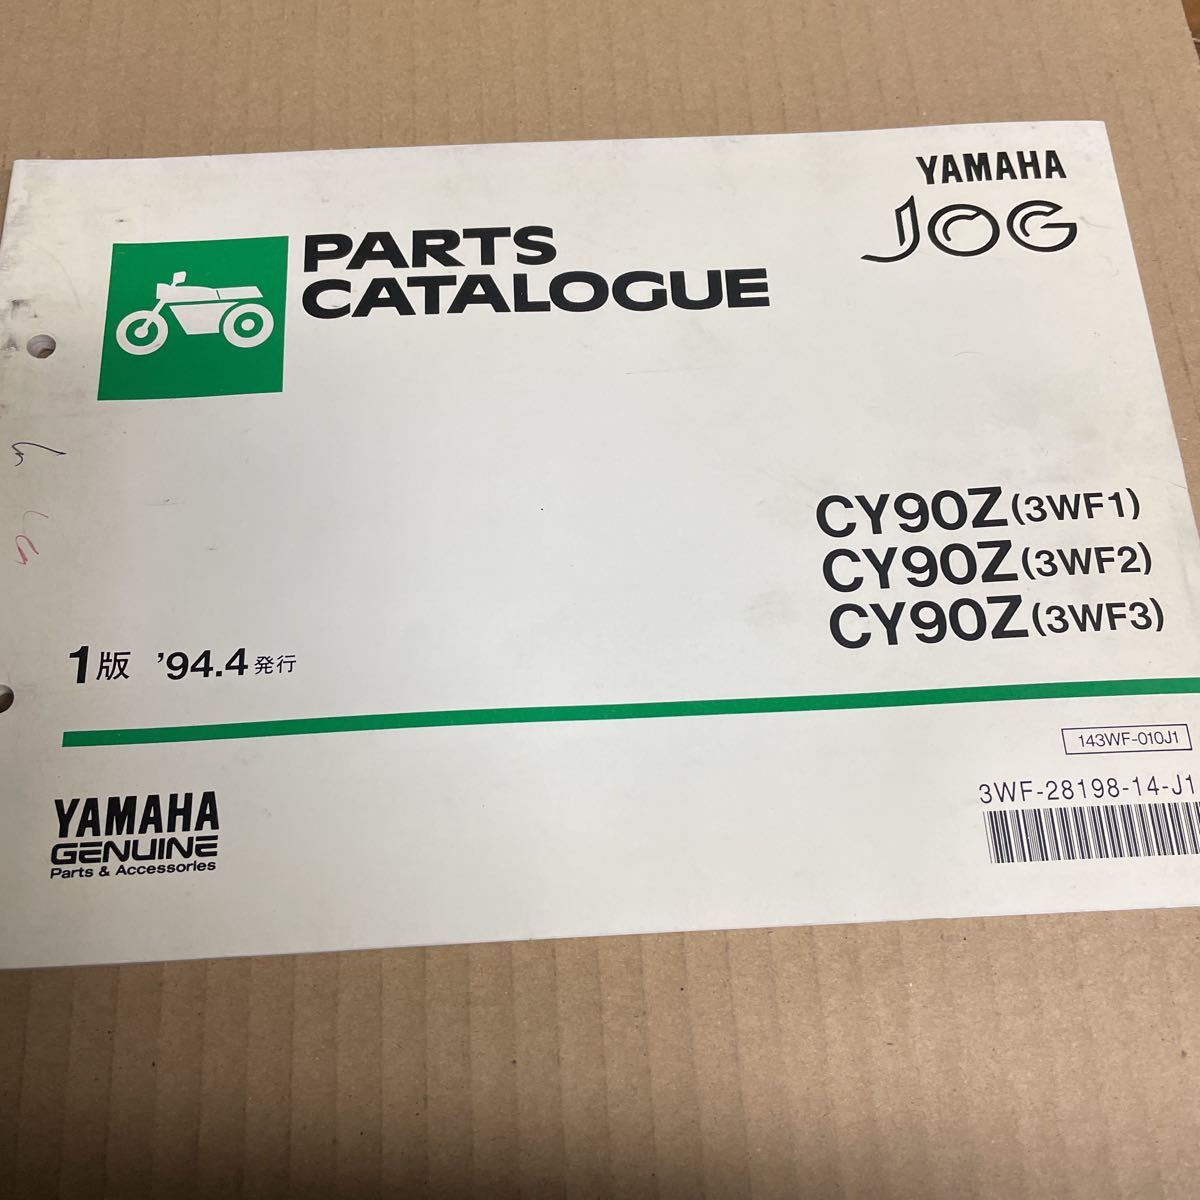 YAMAHA
JOG
PARTS
CATALOGUE
CY90Z(3WF1)
CY90Z(3WF2)
CY90Z(3WF3)
1版 ’94.4発行
143WF-010J1
3WF-28198-14-J1
YAMAHA
GENUINE
Parts & Accessories